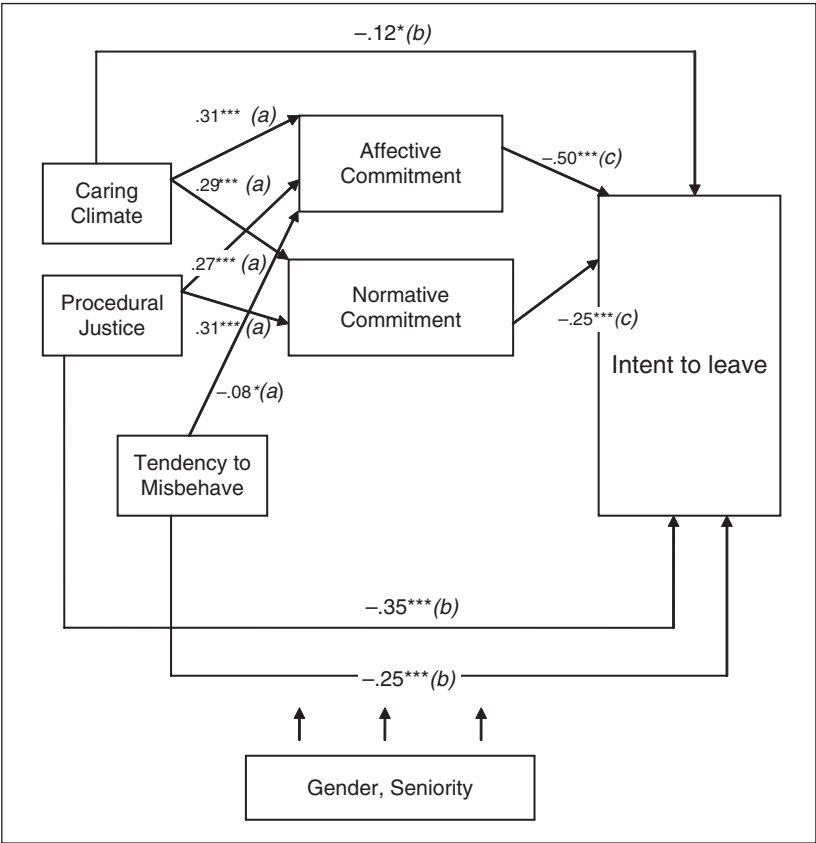 –.12*(b)
.31*** (a)
Affective
Commitment
–.50***(c)
Caring
Climate
.29*** (a)
.27*** (a)
Procedural
Justice
Normative
Commitment
.31***(a)
–.25***(c)
Intent to leave
–.08*(a)
Tendency to
Misbehave
–.35***(b)
–.25***(b)
Gender, Seniority